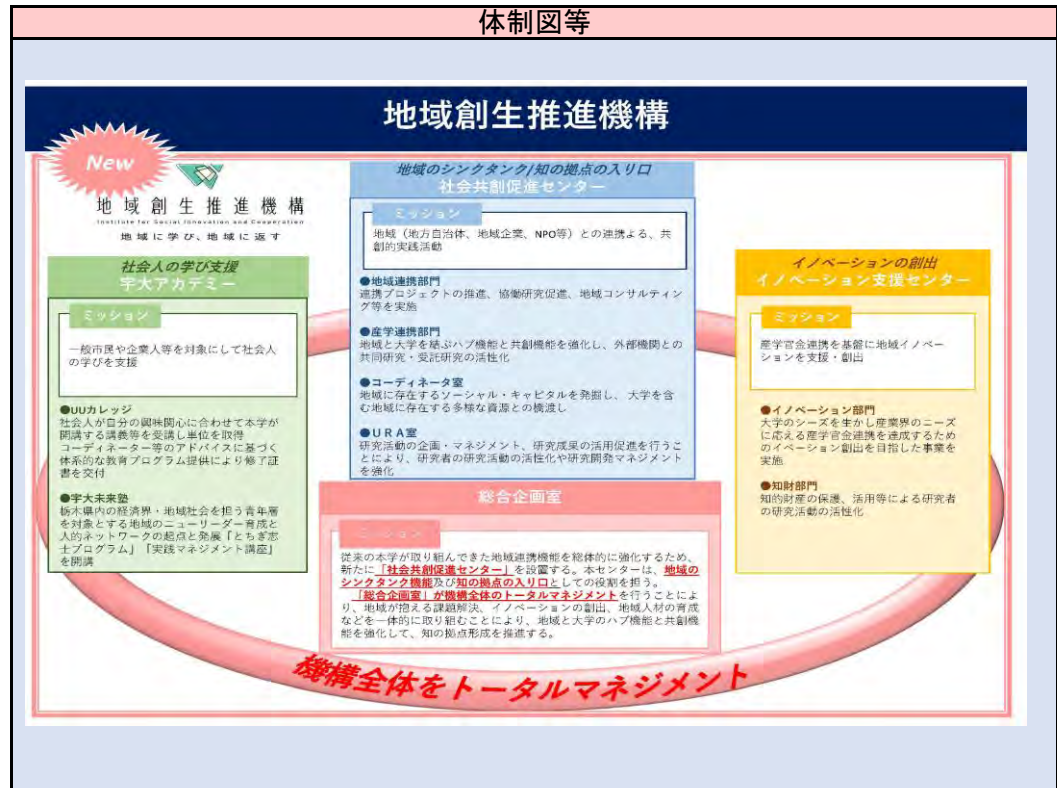 体制図等
地域創生推進機構
New
地域創生推進機構
Institute for Social Innovation and Cooperation
地域に学び、地域に返す
社会人の学び支援
宇大アカデミー
ミッション
一般市民や企業人等を対象にして社会人
の学びを支援
●UUカレッジ
社会人が自分の興味関心に合わせて本学が
開講する講義等を受講し単位を取得
コーディネーター等のアドバイスに基づく
体系的な教育プログラム提供により修了証
書を交付
●宇大未来塾
栃木県内の経済界・地域社会を担う青年層
を対象とする地域のニューリーダー育成と
人的ネットワークの起点と発展「とちぎ志
士プログラム」「実践マネジメント講座」
を開講
地域のシンクタンク/知の拠点の入り口
社会共創促進センター
ミッション
地域（地方自治体、地域企業、NPO等）との連携よる、共
創的実践活動
●地域連携部門
連携プロジェクトの推進、協働研究促進、地域コンサルティン
グ等を実施
●産学連携部門
地域と大学を結ぶハブ機能と共創機能を強化し、外部機関との
共同研究・受託研究の活性化
●コーディネータ室
地域に存在するソーシャル・キャピタルを発掘し、大学を含
む地域に存在する多様な資源との橋渡し
●URA室
研究活動の企画・マネジメント、研究成果の活用促進を行うこ
とにより、研究者の研究活動の活性化や研究開発マネジメント
を強化
イノベーションの創出
イノベーション支援センター
ミッション
産学官金連携を基盤に地域イノベー
ションを支援・創出
●イノベーション部門
大学のシーズを生かし産業界のニーズ
に応える産学官金連携を達成するため
のイベーション創出を目指した事業を
実施
●知財部門
知的財産の保護、活用等による研究者
の研究活動の活性化
総合企画室
ミッション
従来の本学が取り組んできた地域連携機能を総体的に強化するため、
新たに「社会共創促進センター」を設置する。本センターは、地域の
シンクタンク機能及び知の拠点の入り口としての役割を担う。
「総合企画室」が機構全体のトータルマネジメントを行うことによ
り、地域が抱える課題解決、イノベーションの創出、地域人材の育成
などを一体的に取り組むことにより、地域と大学のハブ機能と共創機
能を強化して、知の拠点形成を推進する。
機構全体をトータルマネジメント